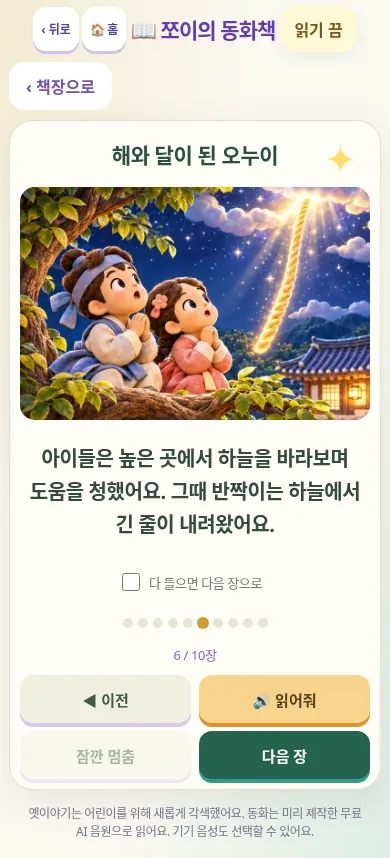 ‹ 뒤로 🏠 홈 📖 쪼이의 동화책 읽기 끝
‹ 책장으로
해와 달이 된 오누이
아이들은 높은 곳에서 하늘을 바라보며
도움을 청했어요. 그때 반짝이는 하늘에서
긴 줄이 내려왔어요.
다 들으면 다음 장으로
6 / 10장
◀ 이전 🔊 읽어줘
잠깐 멈춤 다음 장
옛이야기는 어린이를 위해 새롭게 각색했어요. 동화는 미리 제작한 무료
AI 음원으로 읽어요. 기기 음성도 선택할 수 있어요.